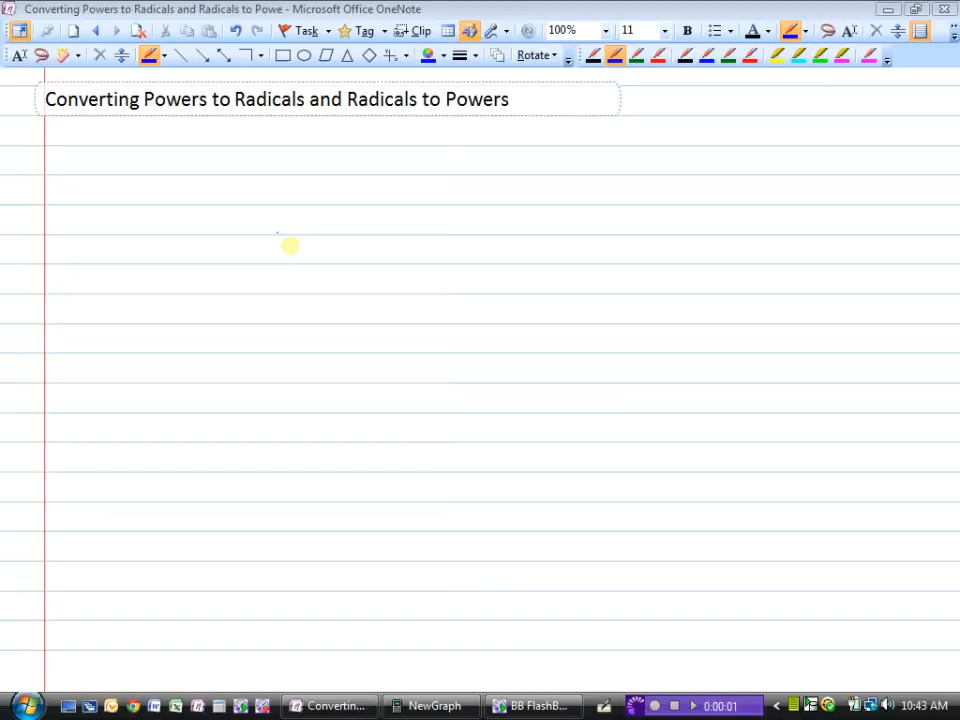 Converting Powers to Radicals and Radicals to Powe - Microsoft Office OneNote
Task Tag Clip 100% 11 B A A
A Rotate
Converting Powers to Radicals and Radicals to Powers
Convertin... NewGraph BB FlashB... 0:00:01 10:43 AM